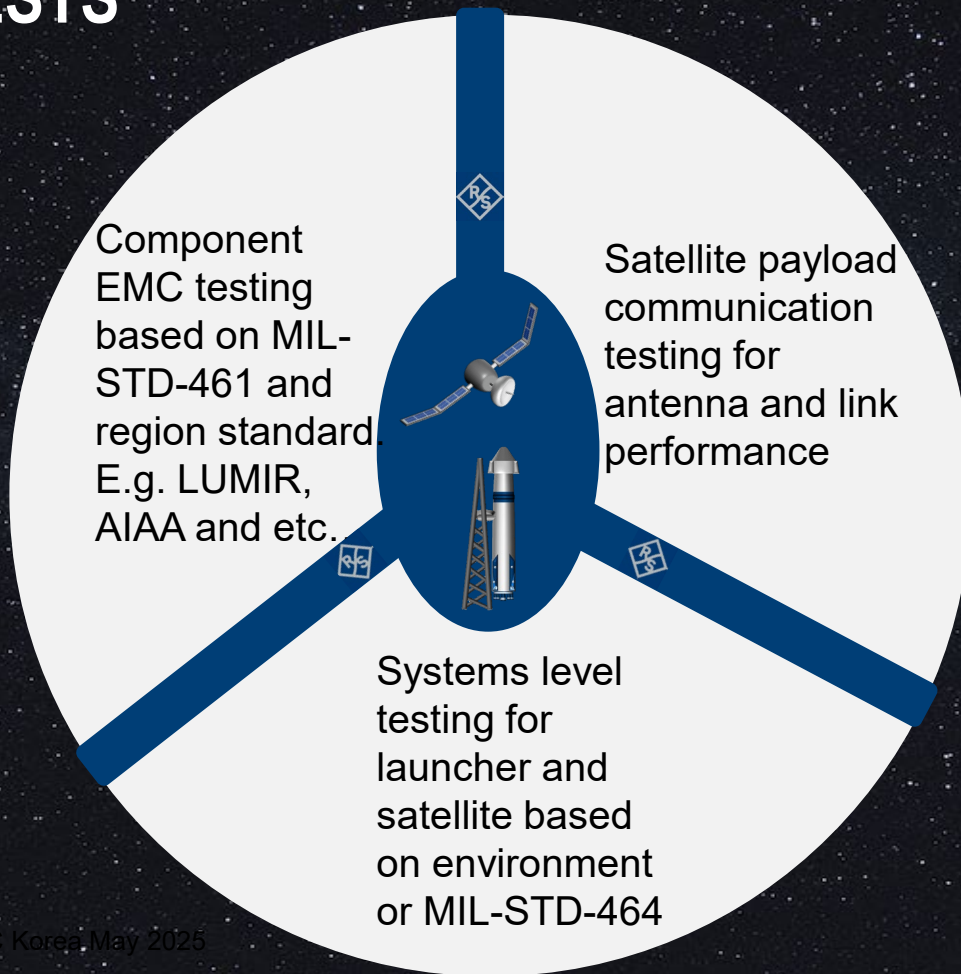 Component
EMC testing
based on MIL-
STD-461 and
region standard.
E.g. LUMIR,
AIAA and etc..
Satellite payload
communication
testing for
antenna and link
performance
Systems level
testing for
launcher and
satellite based
on environment
or MIL-STD-464
Korea May 2025
R/S
R/S
R/S